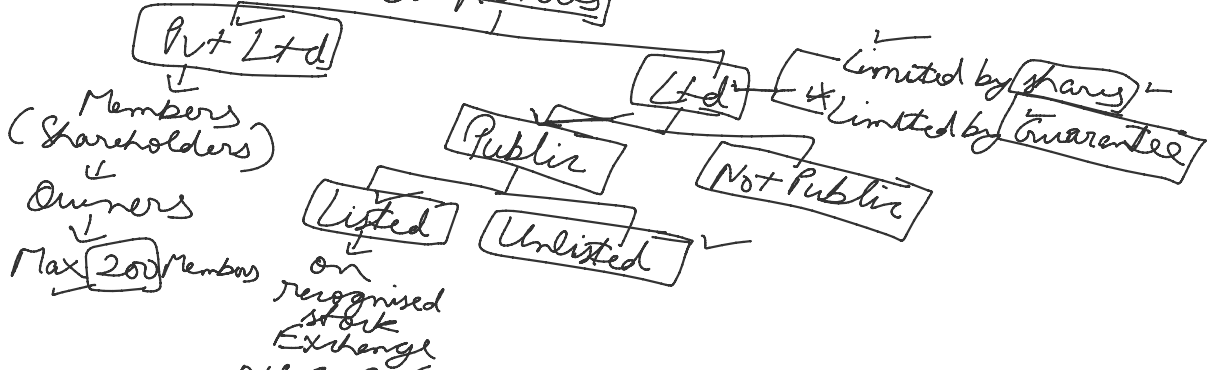 Pvt Ltd
Members
(Shareholders)
Owners
Max 200 Members
Ltd
Limited by shares
* Limited by Guarantee
Public
Not Public
Listed
Unlisted
on
recognised
stock
Exchange